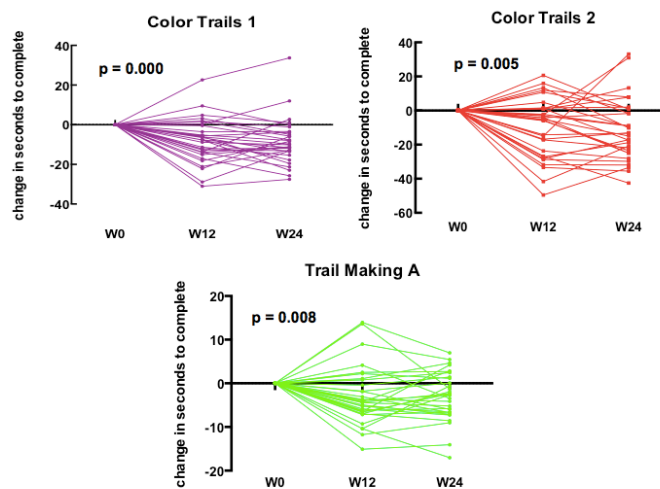 Color Trails 1
change in seconds to complete
40
20
0
-20
-40
p = 0.000
W0 W12 W24
Color Trails 2
change in seconds to complete
40
20
0
-20
-40
-60
p = 0.005
W0 W12 W24
Trail Making A
change in seconds to complete
20
10
0
-10
-20
p = 0.008
W0 W12 W24